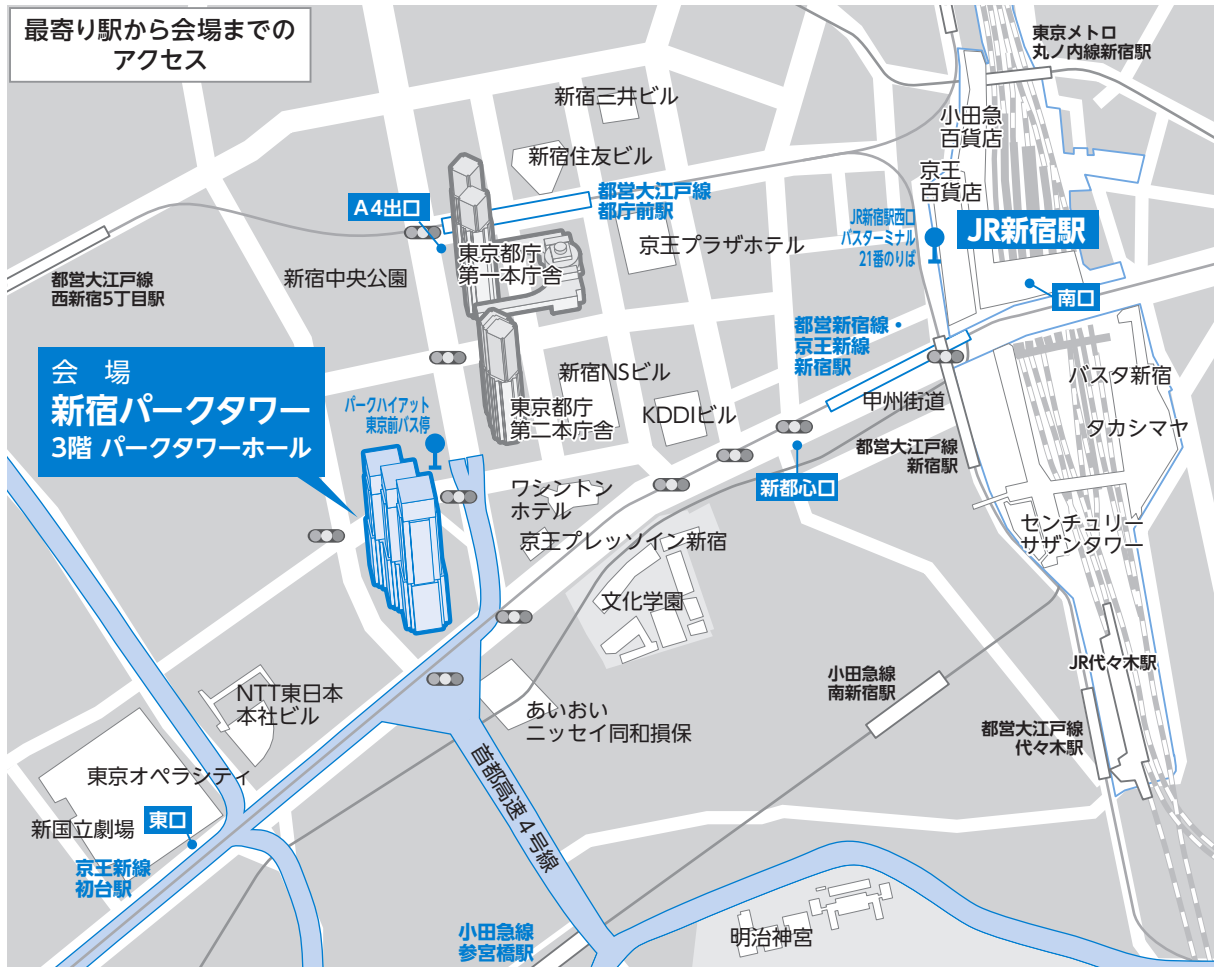 最寄り駅から会場までの
アクセス
東京メトロ
丸ノ内線新宿駅
新宿三井ビル
小田急
百貨店
新宿住友ビル
京王
百貨店
A4出口
都営大江戸線
都庁前駅
JR新宿駅西口
バスターミナル
21番のりば
JR新宿駅
東京都庁
第一本庁舎
京王プラザホテル
新宿中央公園
都営大江戸線
西新宿5丁目駅
南口
都営新宿線・
京王新線
新宿駅
会　場
新宿パークタワー
3階 パークタワーホール
新宿NSビル
バスタ新宿
パークハイアット
東京前バス停
東京都庁
第二本庁舎
KDDIビル
甲州街道
タカシマヤ
都営大江戸線
新宿駅
新都心口
ワシントン
ホテル
京王プレッソイン新宿
センチュリー
サザンタワー
文化学園
JR代々木駅
小田急線
南新宿駅
NTT東日本
本社ビル
あいおい
ニッセイ同和損保
都営大江戸線
代々木駅
東京オペラシティ
首都高速4号線
新国立劇場
東口
京王新線
初台駅
小田急線
参宮橋駅
明治神宮